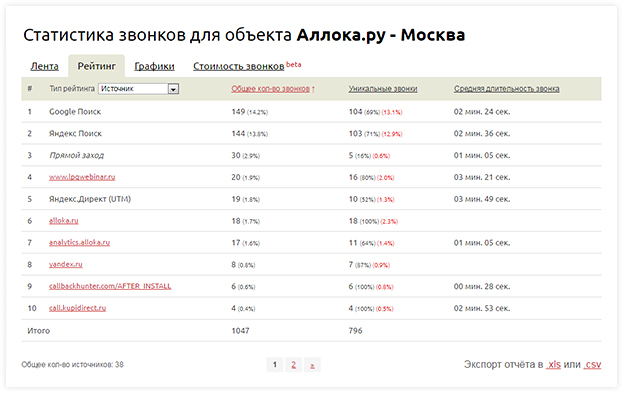 Статистика звонков для объекта Аллока.ру - Москва
Лента Рейтинг Графики Стоимость звонков beta
# Тип рейтинга Источник Общее кол-во звонков ↑ Уникальные звонки Средняя длительность звонка
1 Google Поиск 149 (14.2%) 104 (69%) (13.1%) 02 мин. 24 сек.
2 Яндекс Поиск 144 (13.8%) 103 (71%) (12.9%) 02 мин. 36 сек.
3 Прямой заход 30 (2.9%) 5 (16%) (0.6%) 01 мин. 05 сек.
4 www.lpgwebinar.ru 20 (1.9%) 16 (80%) (2.0%) 03 мин. 21 сек.
5 Яндекс.Директ (UTM) 19 (1.8%) 10 (52%) (1.3%) 03 мин. 49 сек.
6 alloka.ru 18 (1.7%) 18 (100%) (2.3%)
7 analytics.alloka.ru 17 (1.6%) 11 (64%) (1.4%) 01 мин. 05 сек.
8 yandex.ru 8 (0.8%) 7 (87%) (0.9%)
9 callbackhunter.com/AFTER_INSTALL 6 (0.6%) 6 (100%) (0.8%) 00 мин. 28 сек.
10 call.kupidirect.ru 4 (0.4%) 4 (100%) (0.5%) 02 мин. 53 сек.
Итого 1047 796
Общее кол-во источников: 38 1 2 » Экспорт отчёта в .xls или .csv